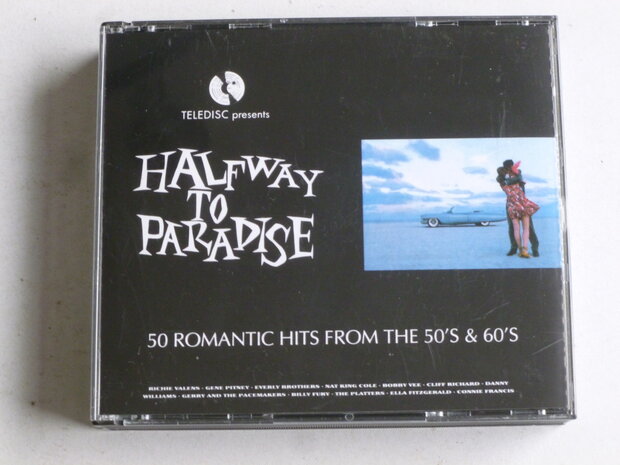 TELEDISC presents
HALFWAY
TO
PARADISE
50 ROMANTIC HITS FROM THE 50'S & 60'S
RICHIE VALENS · GENE PITNEY · EVERLY BROTHERS · NAT KING COLE · BOBBY VEE · CLIFF RICHARD · DANNY
WILLIAMS · GERRY AND THE PACEMAKERS · BILLY FURY · THE PLATTERS · ELLA FITZGERALD · CONNIE FRANCIS